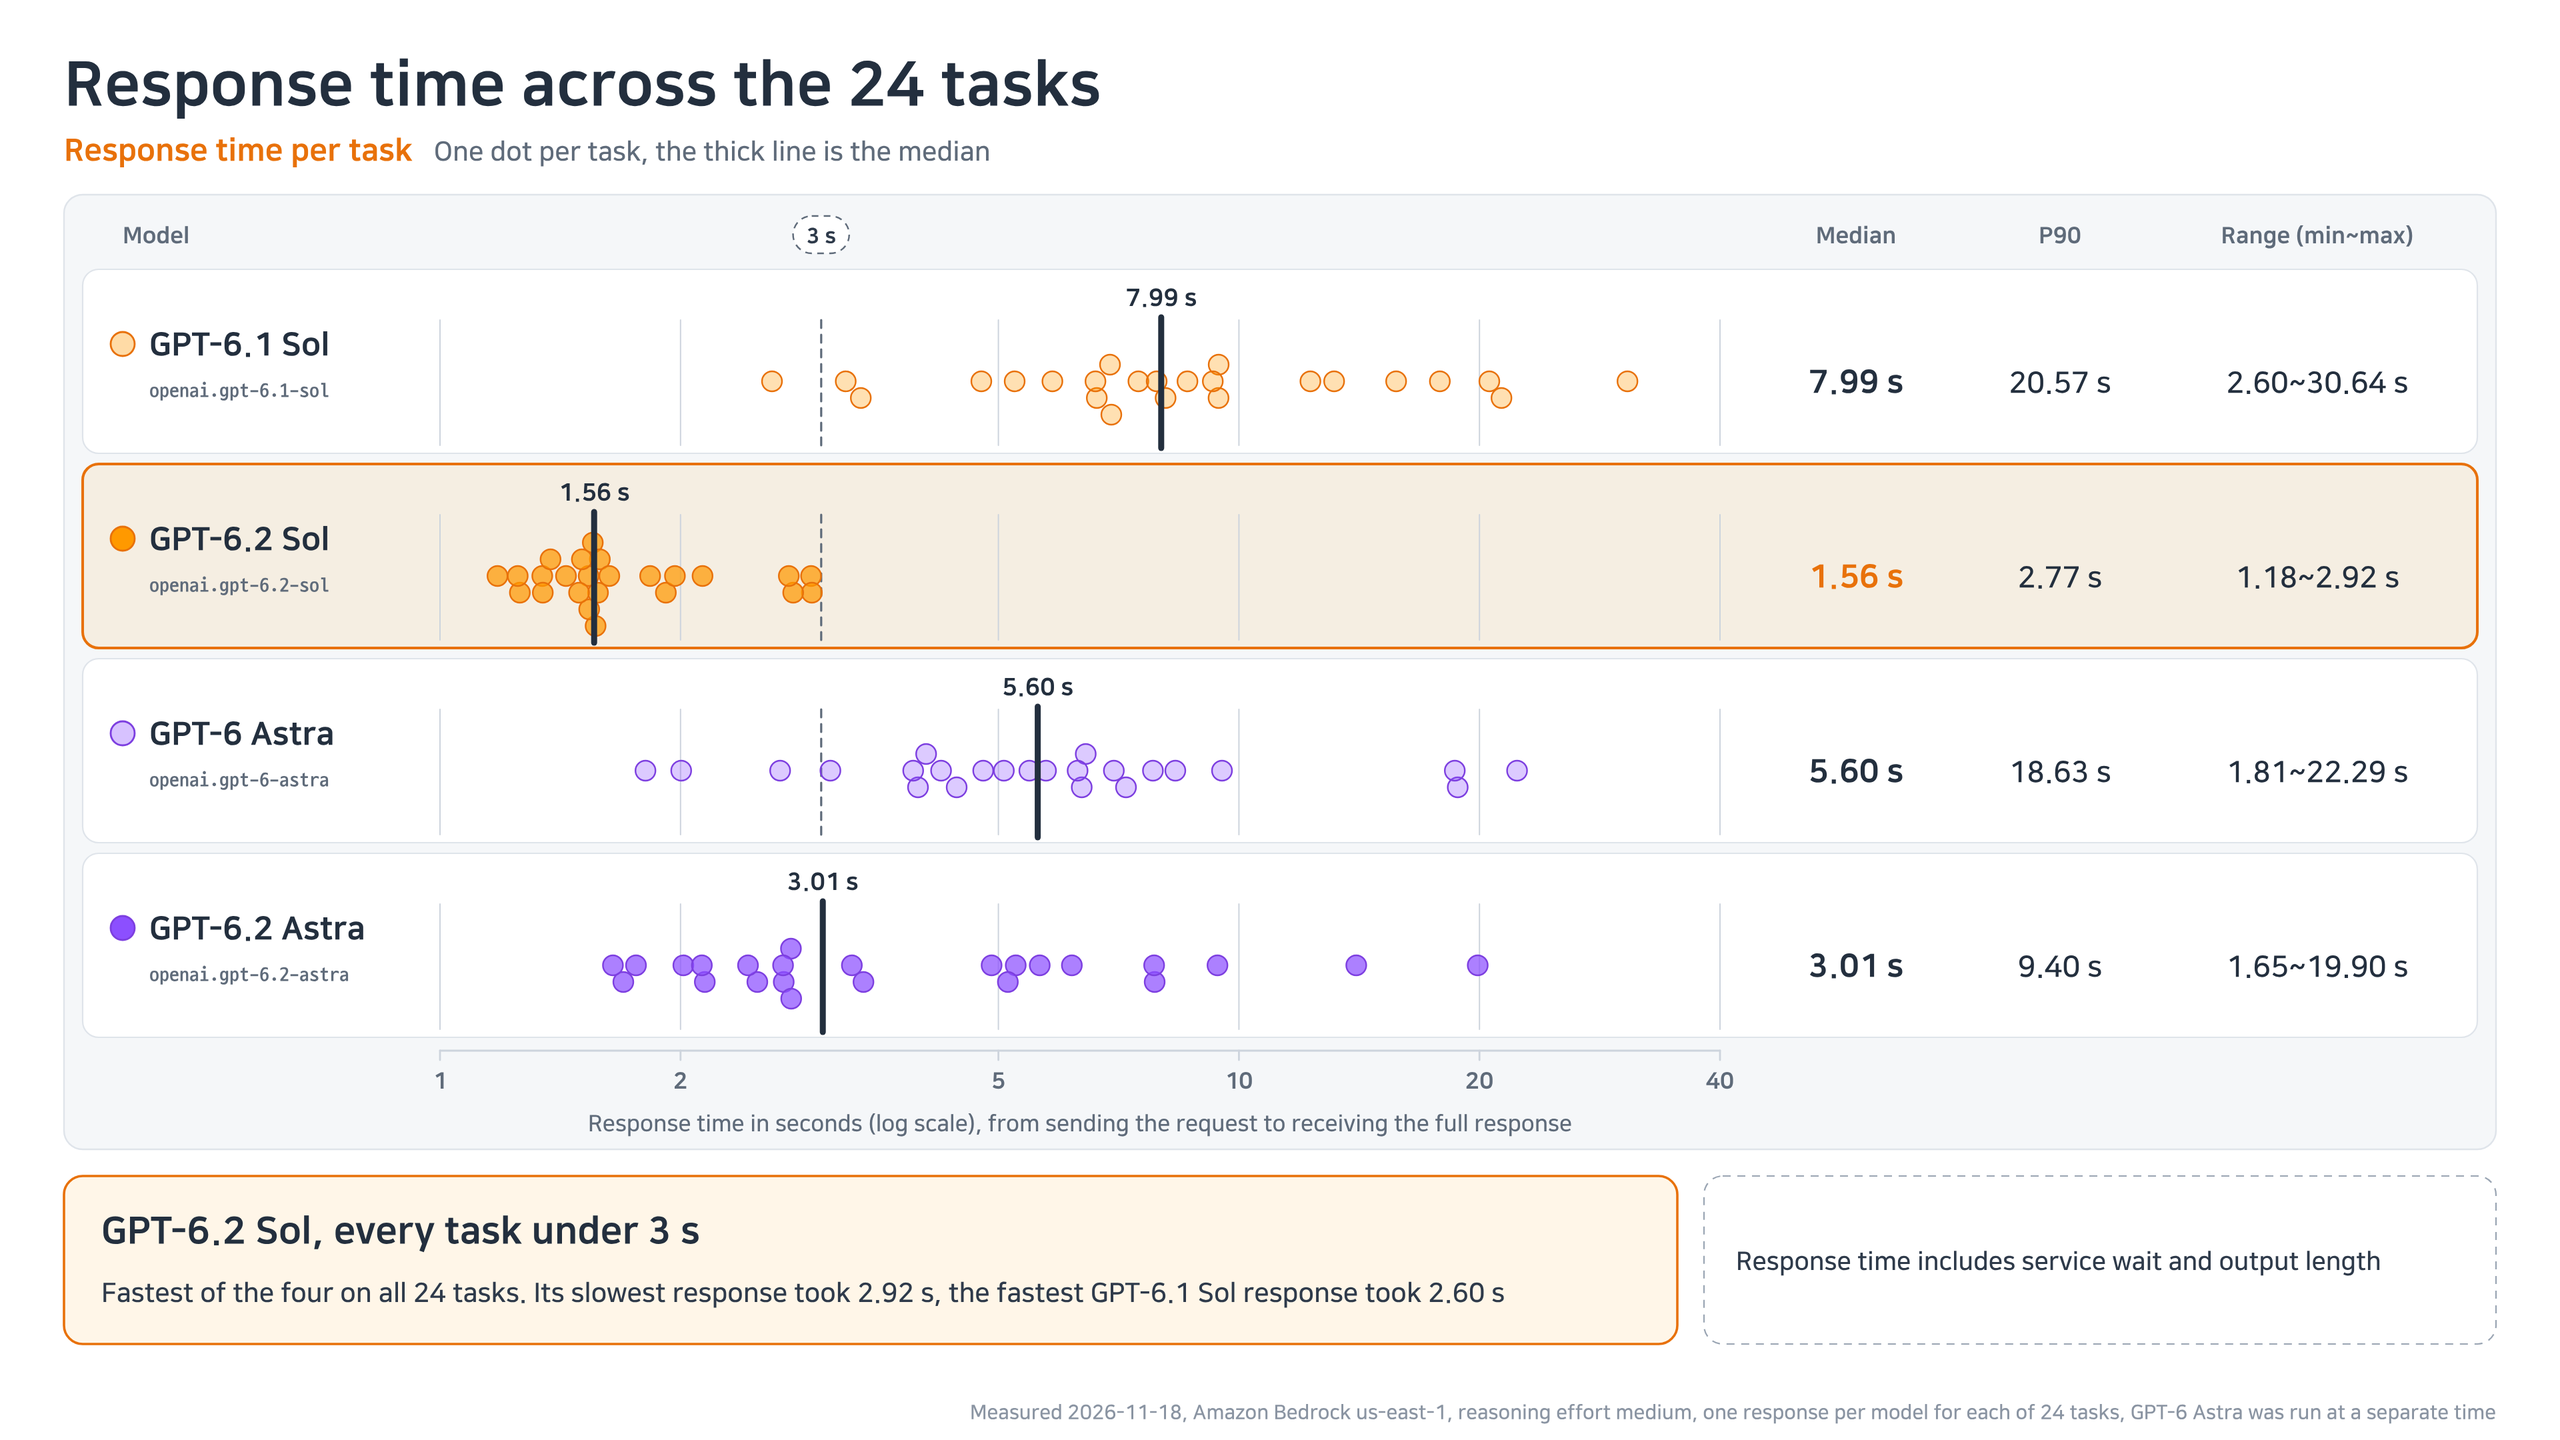 Response time across the 24 tasks
Response time per task One dot per task, the thick line is the median
Model 3 s Median P90 Range (min~max)
7.99 s
GPT-6.1 Sol
openai.gpt-6.1-sol
7.99 s 20.57 s 2.60~30.64 s
1.56 s
GPT-6.2 Sol
openai.gpt-6.2-sol
1.56 s 2.77 s 1.18~2.92 s
5.60 s
GPT-6 Astra
openai.gpt-6-astra
5.60 s 18.63 s 1.81~22.29 s
3.01 s
GPT-6.2 Astra
openai.gpt-6.2-astra
3.01 s 9.40 s 1.65~19.90 s
1 2 5 10 20 40
Response time in seconds (log scale), from sending the request to receiving the full response
GPT-6.2 Sol, every task under 3 s
Fastest of the four on all 24 tasks. Its slowest response took 2.92 s, the fastest GPT-6.1 Sol response took 2.60 s
Response time includes service wait and output length
Measured 2026-11-18, Amazon Bedrock us-east-1, reasoning effort medium, one response per model for each of 24 tasks, GPT-6 Astra was run at a separate time